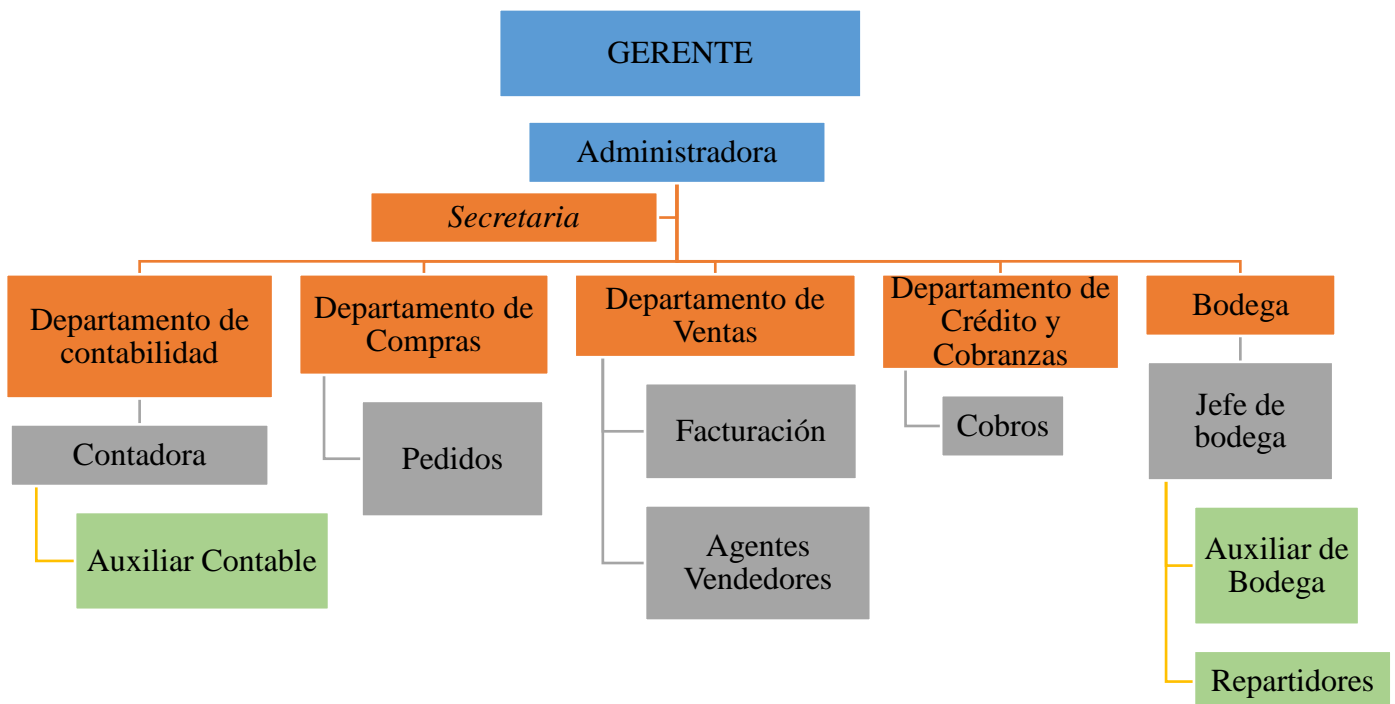 GERENTE
Administradora
Secretaria
Departamento de
contabilidad
Departamento de
Compras
Departamento de
Ventas
Departamento de
Crédito y
Cobranzas
Bodega
Contadora
Pedidos
Facturación
Cobros
Jefe de
bodega
Auxiliar Contable
Agentes
Vendedores
Auxiliar de
Bodega
Repartidores